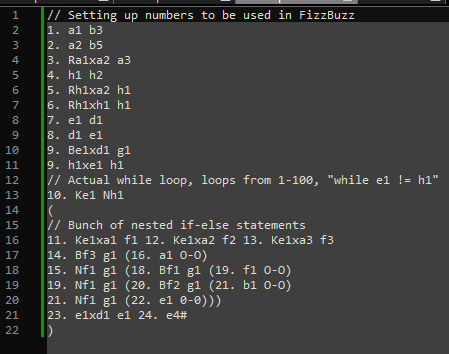 1 // Setting up numbers to be used in FizzBuzz
2 1. a1 b3
3 2. a2 b5
4 3. Ra1xa2 a3
5 4. h1 h2
6 5. Rh1xa2 h1
7 6. Rh1xh1 h1
8 7. e1 d1
9 8. d1 e1
10 9. Be1xd1 g1
11 9. h1xe1 h1
12 // Actual while loop, loops from 1-100, "while e1 != h1"
13 10. Ke1 Nh1
14 (
15 // Bunch of nested if-else statements
16 11. Ke1xa1 f1 12. Ke1xa2 f2 13. Ke1xa3 f3
17 14. Bf3 g1 (16. a1 O-O)
18 15. Nf1 g1 (18. Bf1 g1 (19. f1 O-O)
19 19. Nf1 g1 (20. Bf2 g1 (21. b1 O-O)
20 21. Nf1 g1 (22. e1 0-0)))
21 23. e1xd1 e1 24. e4#
22 )